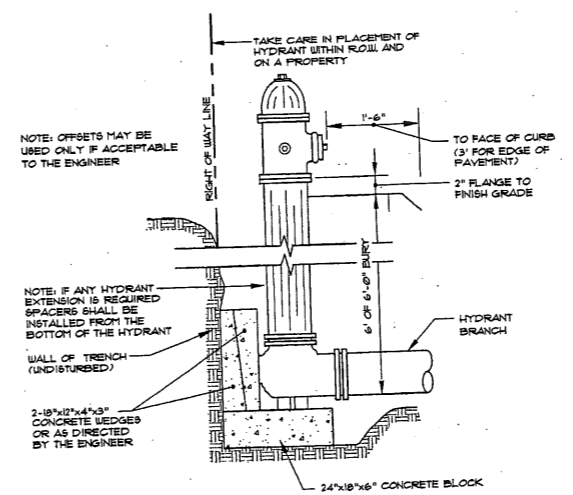 TAKE CARE IN PLACEMENT OF
HYDRANT WITHIN R.O.W. AND
ON A PROPERTY
RIGHT OF WAY LINE
NOTE: OFFSETS MAY BE
USED ONLY IF ACCEPTABLE
TO THE ENGINEER
1'-6"
TO FACE OF CURB
(3' FOR EDGE OF
PAVEMENT)
2" FLANGE TO
FINISH GRADE
6' OF 6'-0" BURY
NOTE: IF ANY HYDRANT
EXTENSION IS REQUIRED
SPACERS SHALL BE
INSTALLED FROM THE
BOTTOM OF THE HYDRANT
HYDRANT
BRANCH
WALL OF TRENCH
(UNDISTURBED)
2-18"x12"x4"x3"
CONCRETE WEDGES
OR AS DIRECTED
BY THE ENGINEER
24"x18"x6" CONCRETE BLOCK